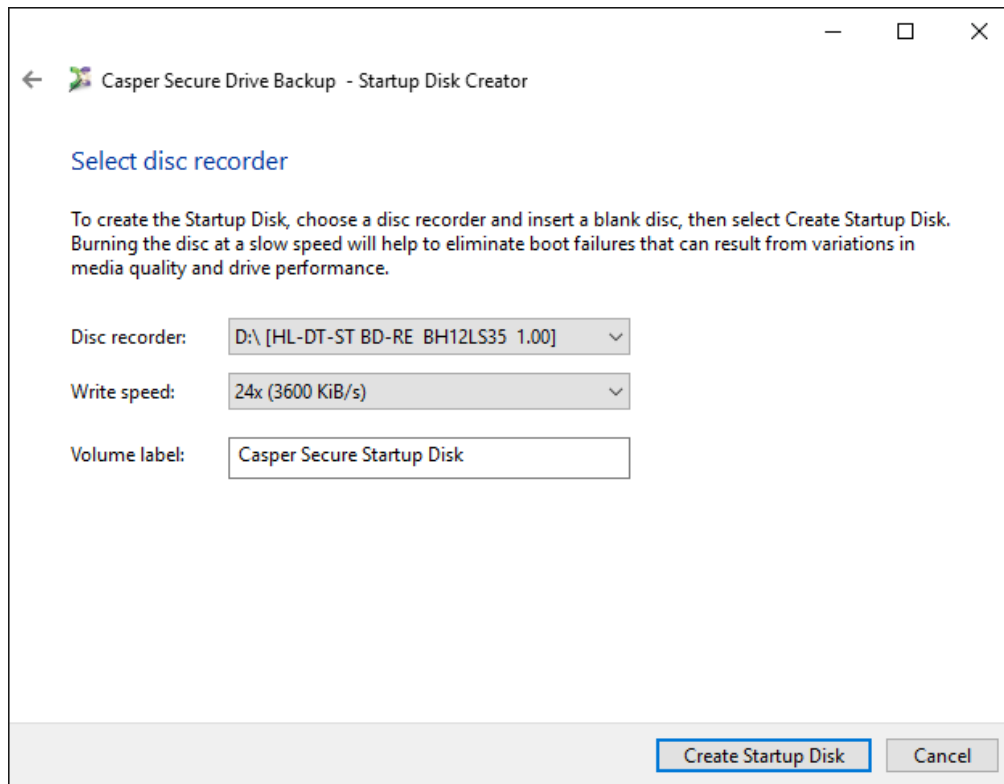 Casper Secure Drive Backup - Startup Disk Creator
Select disc recorder
To create the Startup Disk, choose a disc recorder and insert a blank disc, then select Create Startup Disk.
Burning the disc at a slow speed will help to eliminate boot failures that can result from variations in
media quality and drive performance.
Disc recorder: D:\ [HL-DT-ST BD-RE  BH12LS35  1.00]
Write speed: 24x (3600 KiB/s)
Volume label: Casper Secure Startup Disk
Create Startup Disk Cancel